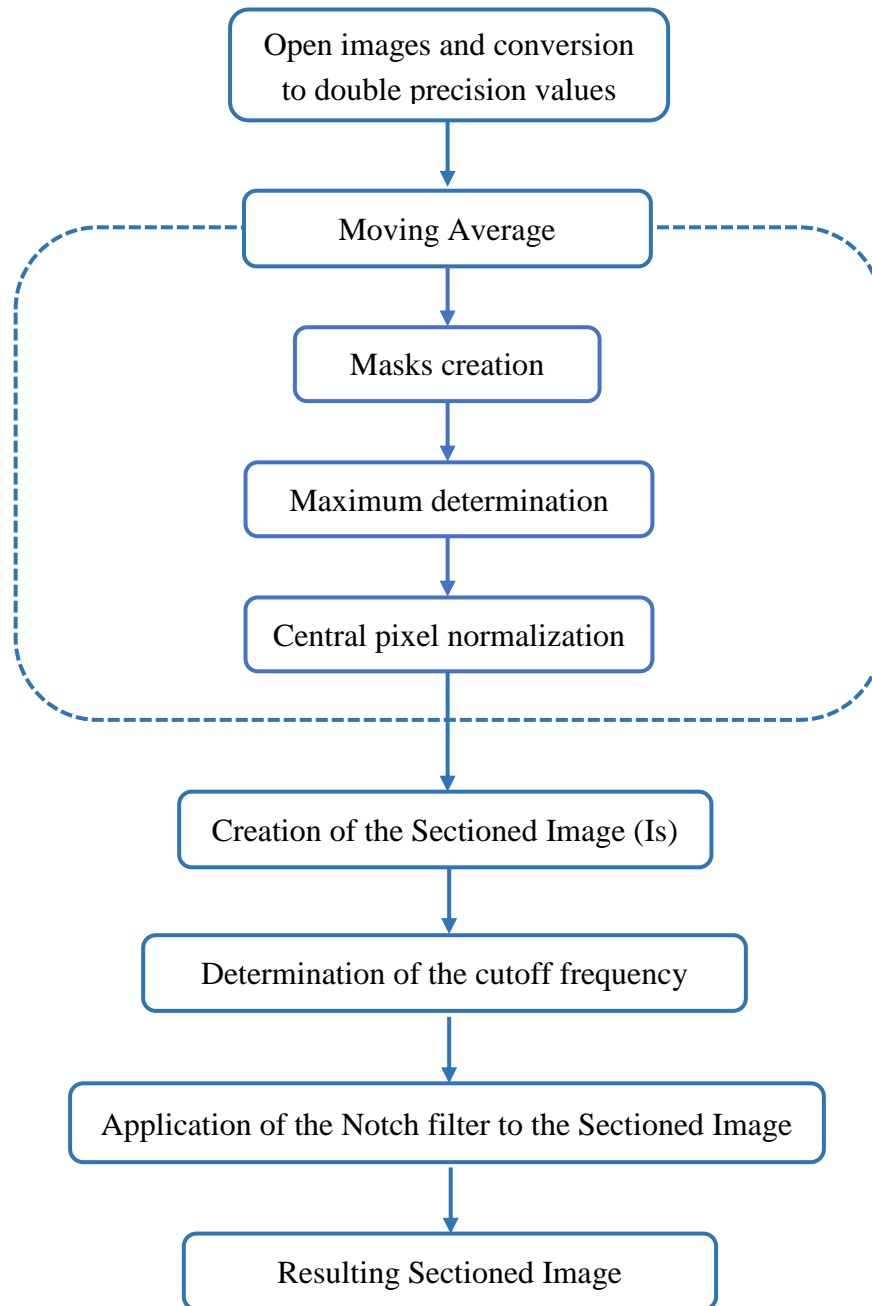 Open images and conversion
to double precision values
Moving Average
Masks creation
Maximum determination
Central pixel normalization
Creation of the Sectioned Image (Is)
Determination of the cutoff frequency
Application of the Notch filter to the Sectioned Image
Resulting Sectioned Image